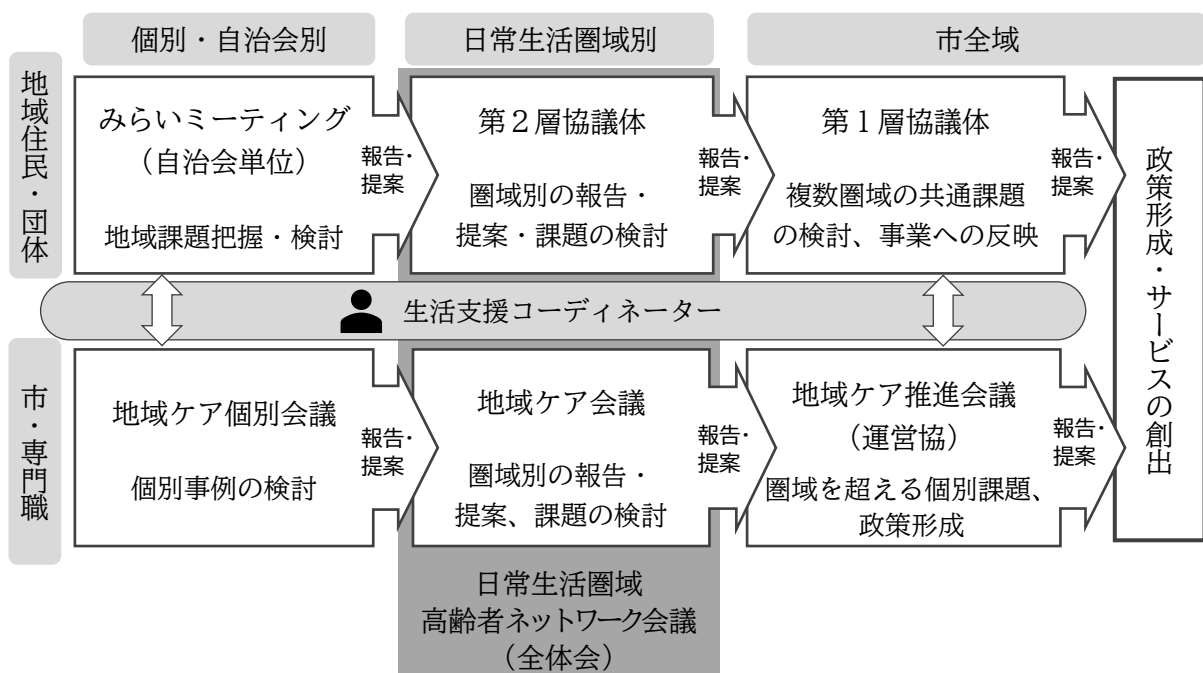 個別・自治会別
日常生活圏域別
市全域
地域住民・団体
みらいミーティング
（自治会単位）
地域課題把握・検討
報告・
提案
第２層協議体
圏域別の報告・
提案・課題の検討
報告・
提案
第１層協議体
複数圏域の共通課題
の検討、事業への反映
報告・
提案
政策形成・サービスの創出
生活支援コーディネーター
市・専門職
地域ケア個別会議
個別事例の検討
報告・
提案
地域ケア会議
圏域別の報告・
提案、課題の検討
報告・
提案
地域ケア推進会議
（運営協）
圏域を超える個別課題、
政策形成
報告・
提案
日常生活圏域
高齢者ネットワーク会議
（全体会）